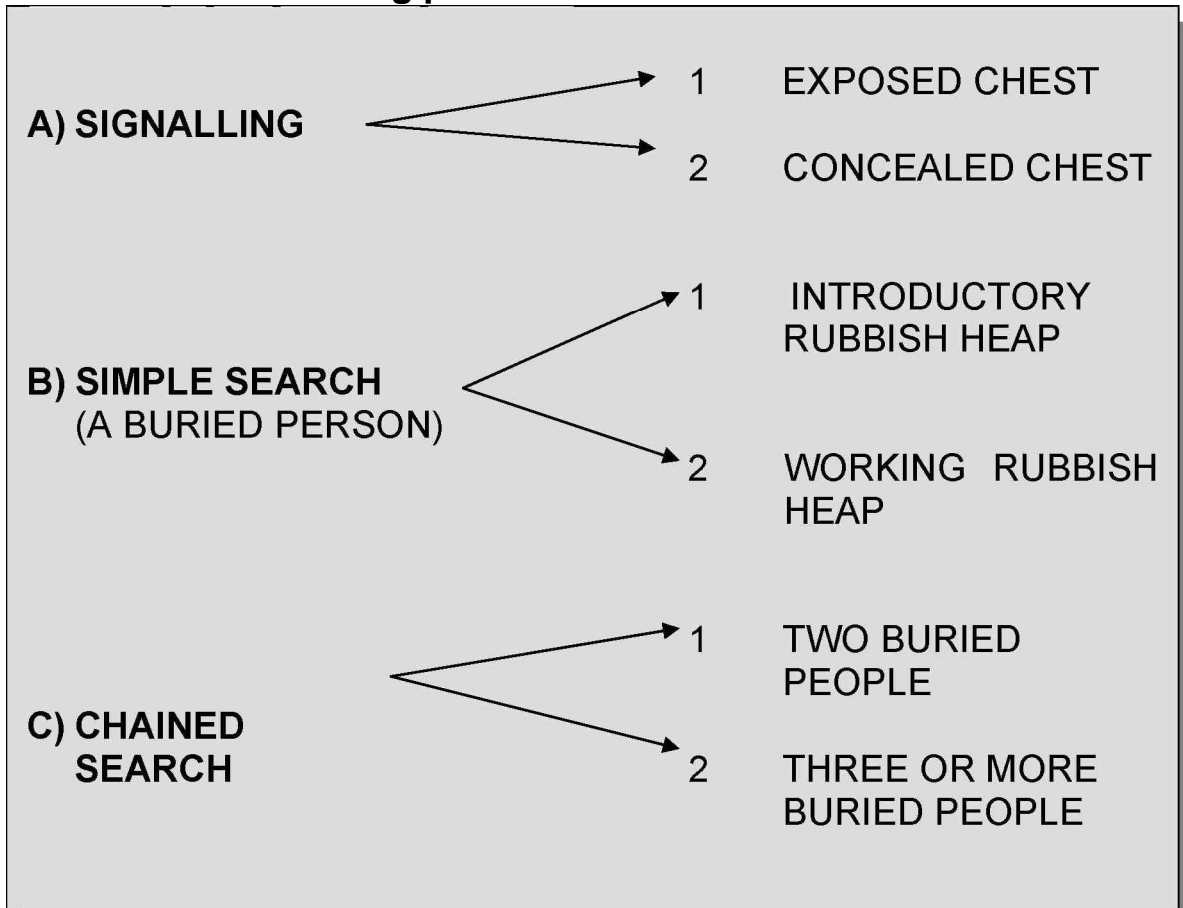 1 EXPOSED CHEST
A) SIGNALLING
2 CONCEALED CHEST
1 INTRODUCTORY
RUBBISH HEAP
B) SIMPLE SEARCH
(A BURIED PERSON)
2 WORKING RUBBISH
HEAP
1 TWO BURIED
PEOPLE
C) CHAINED
SEARCH
2 THREE OR MORE
BURIED PEOPLE